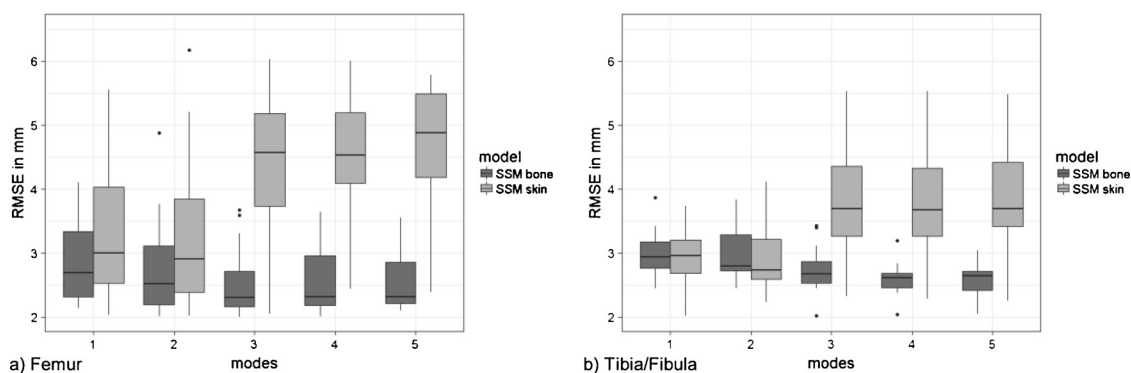 RMSE in mm
6
5
4
3
2
1 2 3 4 5
modes
model
SSM bone
SSM skin
a) Femur
RMSE in mm
6
5
4
3
2
1 2 3 4 5
modes
model
SSM bone
SSM skin
b) Tibia/Fibula